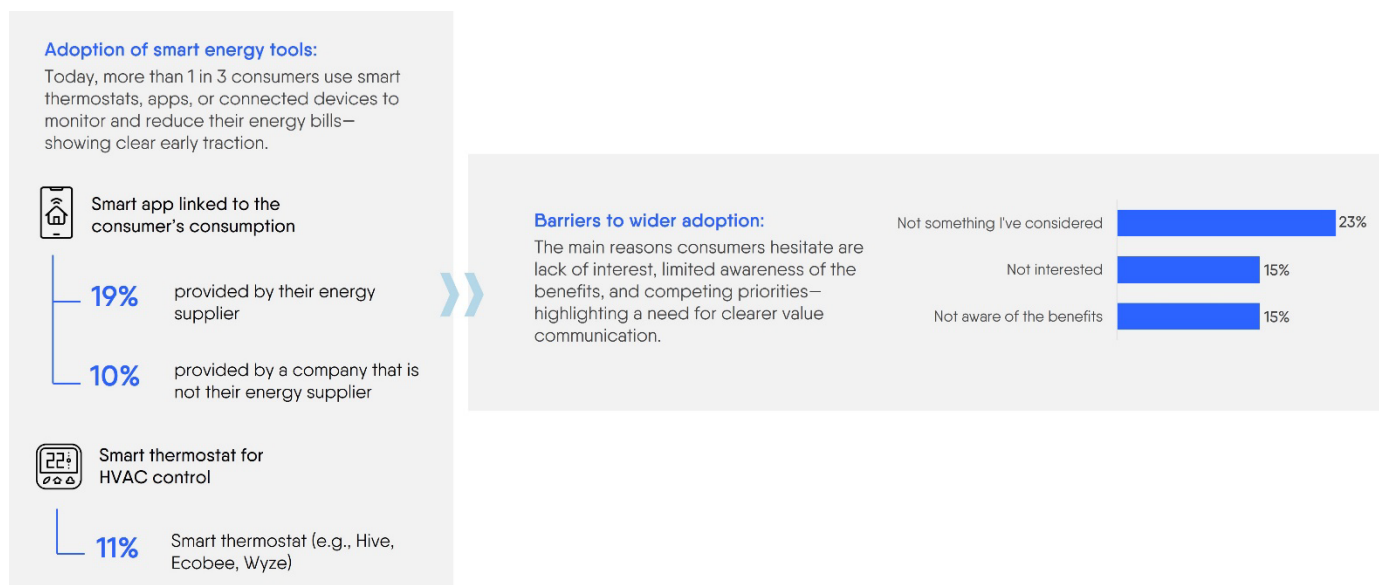 Adoption of smart energy tools:
Today, more than 1 in 3 consumers use smart
thermostats, apps, or connected devices to
monitor and reduce their energy bills—
showing clear early traction.
Smart app linked to the
consumer's consumption
19%
provided by their energy
supplier
10%
provided by a company that is
not their energy supplier
22
Smart thermostat for
HVAC control
11%
Smart thermostat (e.g., Hive,
Ecobee, Wyze)
Barriers to wider adoption:
The main reasons consumers hesitate are
lack of interest, limited awareness of the
benefits, and competing priorities—
highlighting a need for clearer value
communication.
Not something I've considered
23%
Not interested
15%
Not aware of the benefits
15%